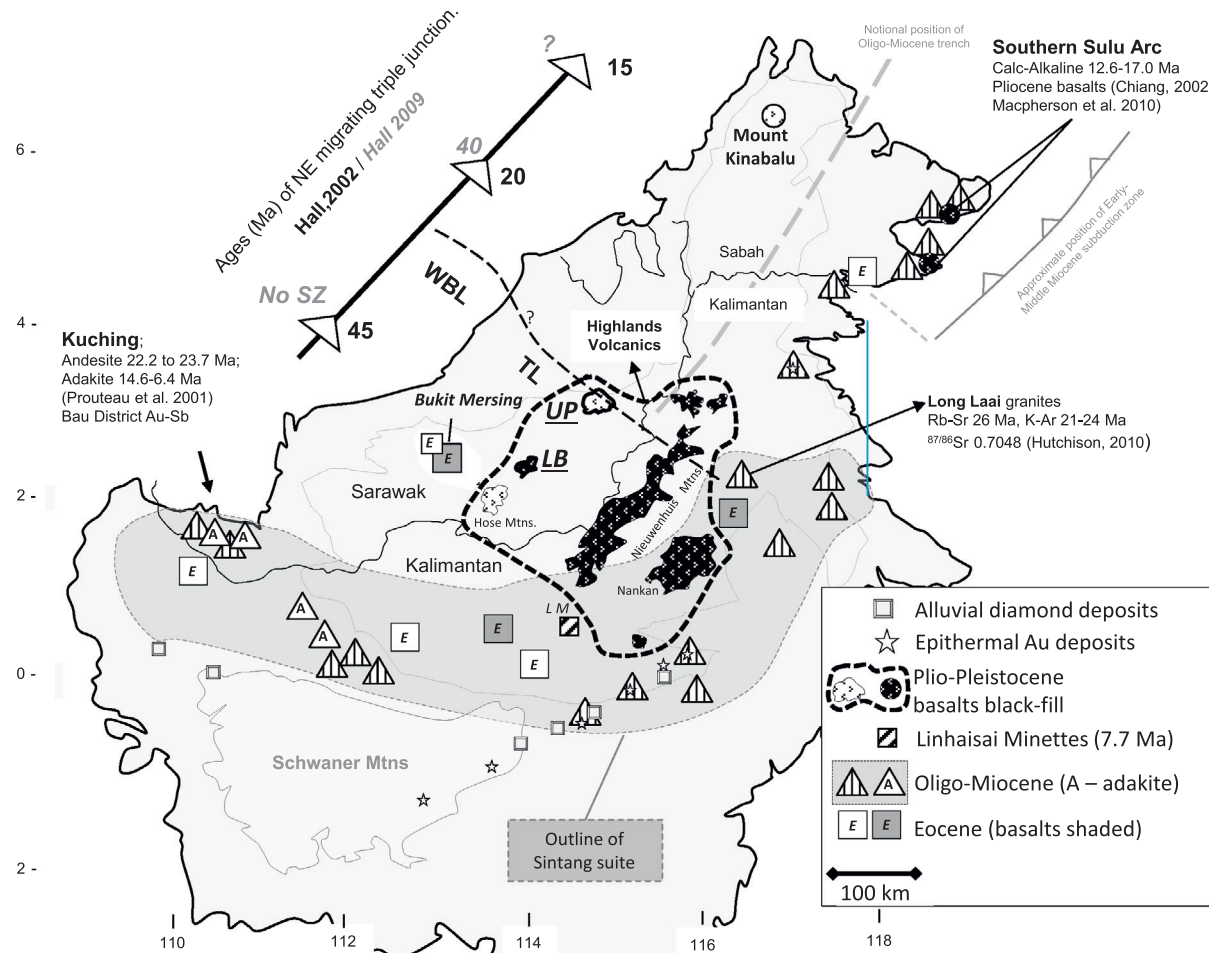 Ages (Ma) of NE migrating triple junction.
Hall,2002 / Hall 2009
?
15
40
20
No SZ
45
Notional position of
Oligo-Miocene trench
Southern Sulu Arc
Calc-Alkaline 12.6-17.0 Ma
Pliocene basalts (Chiang, 2002
Macpherson et al. 2010)
Mount
Kinabalu
Approximate position of Early-
Middle Miocene subduction zone
6 -
4 -
2 -
0 -
2 -
Sabah
Kalimantan
E
WBL
?
TL
Highlands
Volcanics
Kuching;
Andesite 22.2 to 23.7 Ma;
Adakite 14.6-6.4 Ma
(Prouteau et al. 2001)
Bau District Au-Sb
Bukit Mersing
E
E
UP
LB
Long Laai granites
Rb-Sr 26 Ma, K-Ar 21-24 Ma
87/86Sr 0.7048 (Hutchison, 2010)
Sarawak
Hose Mtns.
Nieuwenhuis Mtns.
E
A
A
E
Kalimantan
Nankan
L M
A
A
E
E
E
Schwaner Mtns
Outline of
Sintang suite
Alluvial diamond deposits
Epithermal Au deposits
Plio-Pleistocene
basalts black-fill
Linhaisai Minettes (7.7 Ma)
A
Oligo-Miocene (A – adakite)
E E Eocene (basalts shaded)
100 km
110
112
114
116
118